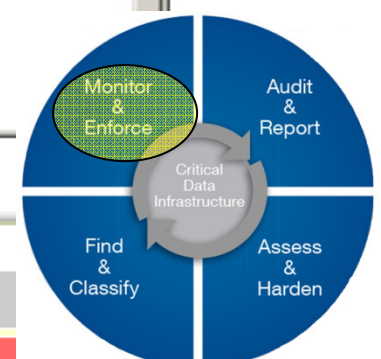 Monitor
&
Enforce
Audit
&
Report
Critical
Data
Infrastructure
Find
&
Classify
Assess
&
Harden